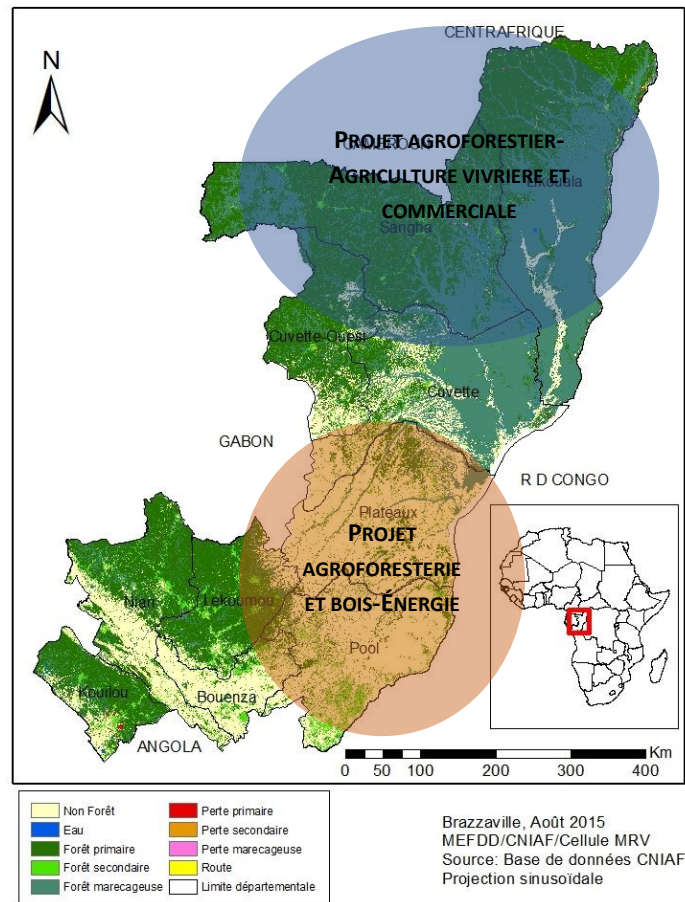 CENTRAFRIQUE
N
PROJET AGROFORESTIER-
AGRICULTURE VIVRIERE ET
COMMERCIALE
CAMEROUN
Likouala
Sangha
Cuvette-Ouest
Cuvette
GABON
R D CONGO
Plateaux
PROJET
AGROFORESTERIE
ET BOIS-ÉNERGIE
Niari
Lekoumou
Pool
Kouilou
Bouenza
ANGOLA
Km
0 50 100 200 300 400
Non Forêt
Eau
Forêt primaire
Forêt secondaire
Forêt marecageuse
Perte primaire
Perte secondaire
Perte marecageuse
Route
Limite départementale
Brazzaville, Août 2015
MEFDD/CNIAF/Cellule MRV
Source: Base de données CNIAF
Projection sinusoïdale